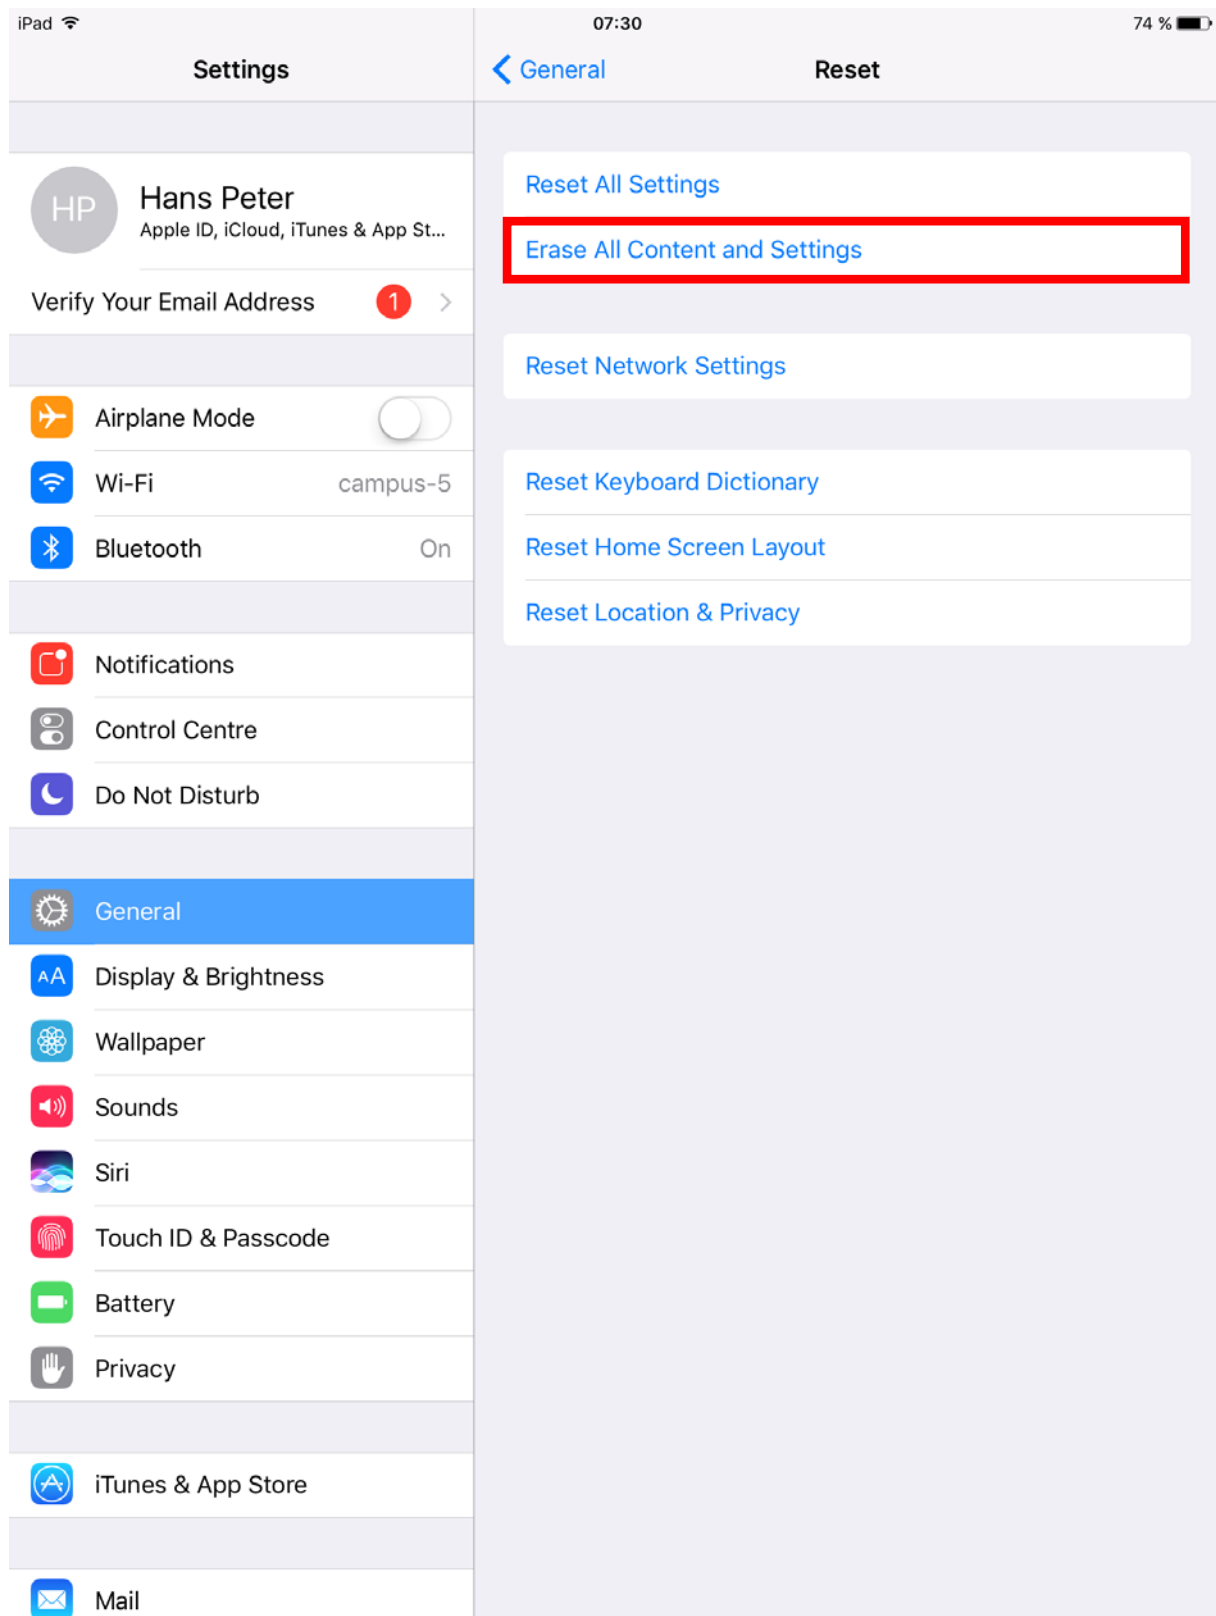 iPad
07:30
74 %
Settings
General
Reset
HP
Hans Peter
Apple ID, iCloud, iTunes & App St...
Verify Your Email Address
1
Airplane Mode
Wi-Fi
campus-5
Bluetooth
On
Notifications
Control Centre
Do Not Disturb
General
AA
Display & Brightness
Wallpaper
Sounds
Siri
Touch ID & Passcode
Battery
Privacy
iTunes & App Store
Mail
Reset All Settings
Erase All Content and Settings
Reset Network Settings
Reset Keyboard Dictionary
Reset Home Screen Layout
Reset Location & Privacy